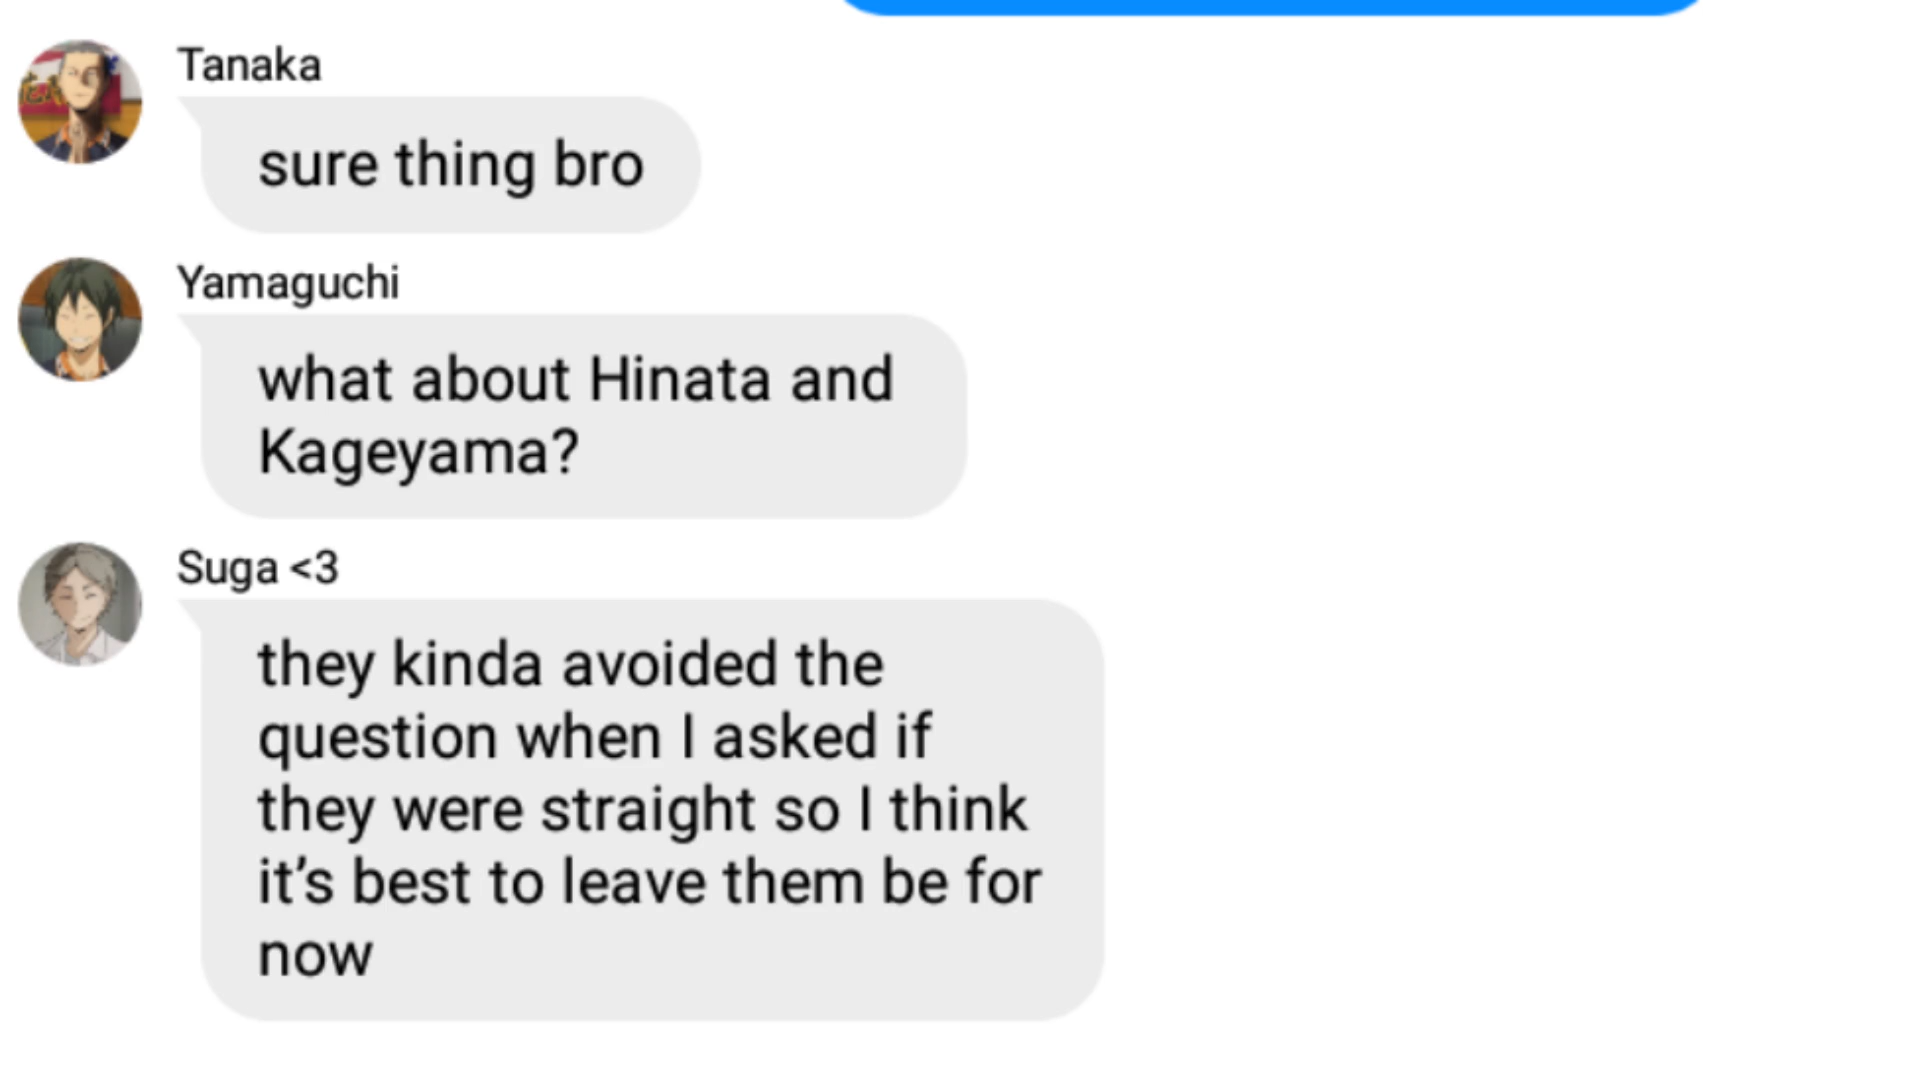 Tanaka
sure thing bro
Yamaguchi
what about Hinata and
Kageyama?
Suga <3
they kinda avoided the
question when I asked if
they were straight so I think
it’s best to leave them be for
now